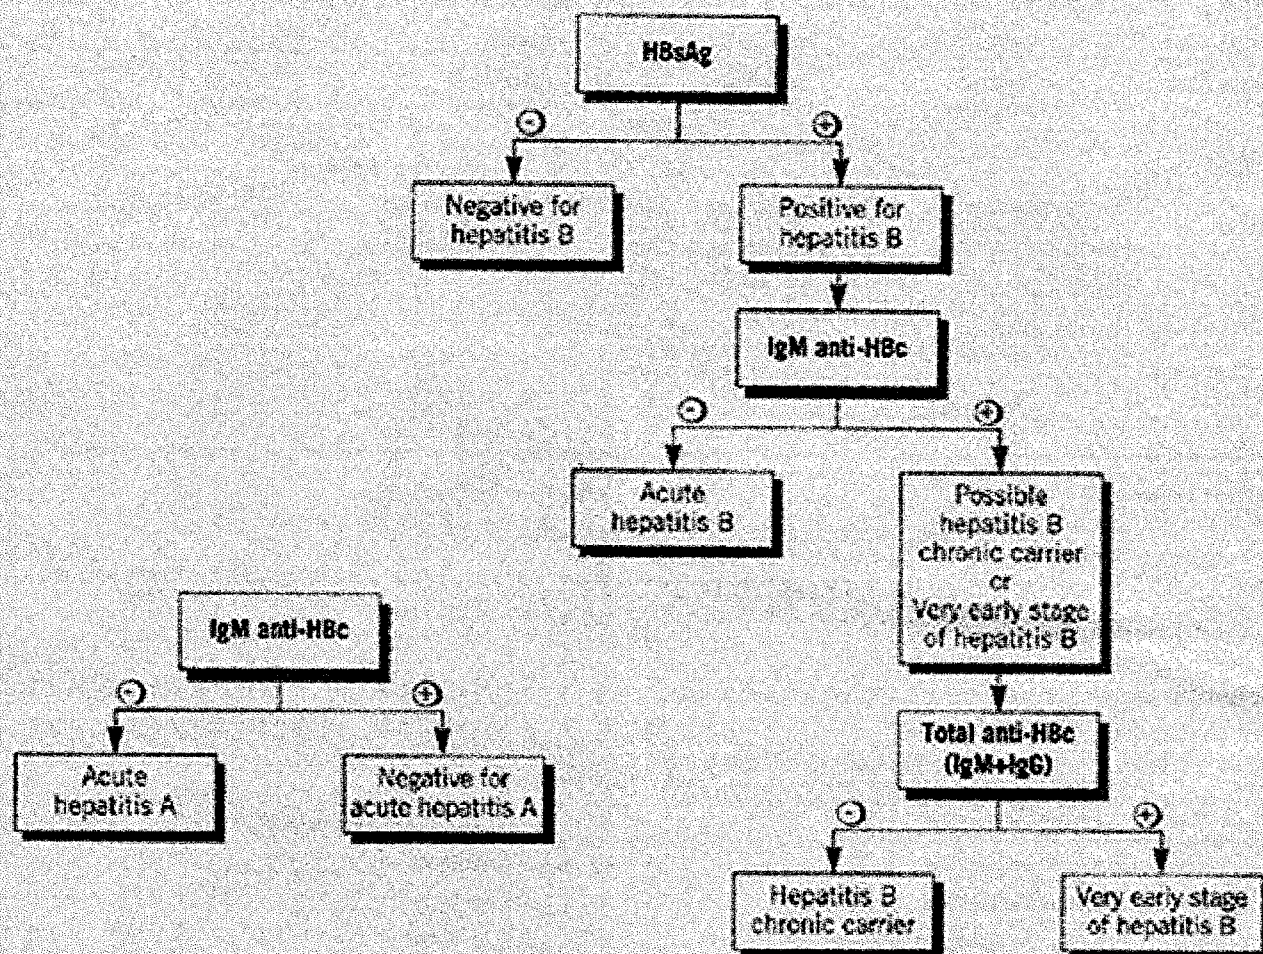 HBsAg
⊖
⊕
Negative for
hepatitis B
Positive for
hepatitis B
IgM anti-HBc
⊖
⊕
Acute
hepatitis B
Possible
hepatitis B
chronic carrier
or
Very early stage
of hepatitis B
IgM anti-HBc
⊖
⊕
Acute
hepatitis A
Negative for
acute hepatitis A
Total anti-HBc
(IgM+IgG)
⊖
⊕
Hepatitis B
chronic carrier
Very early stage
of hepatitis B